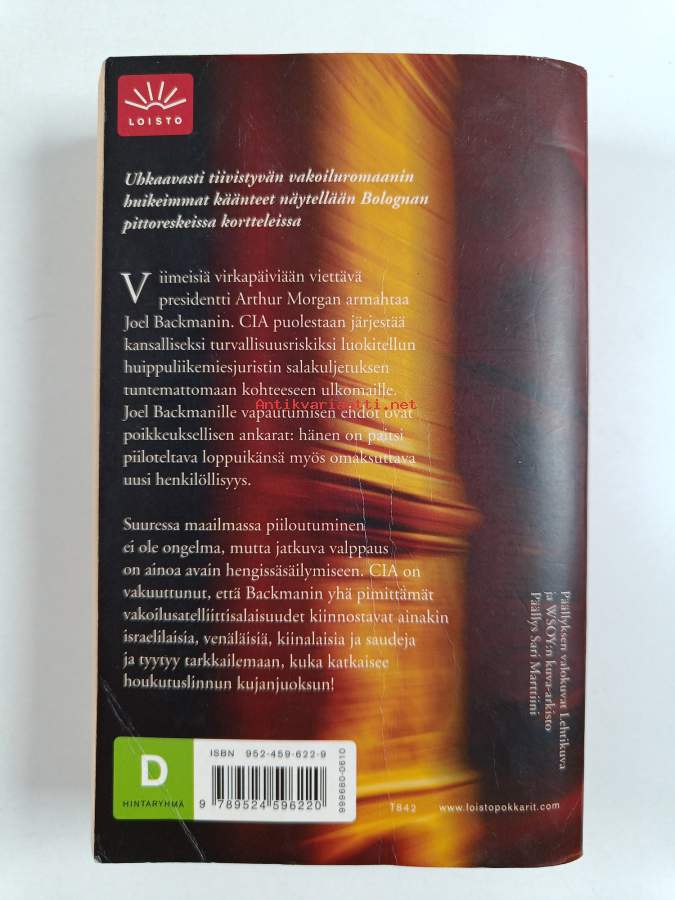 LOISTO
Uhkaavasti tiivistyvän vakoiluromaanin
huikeimmat käänteet näytellään Bolognan
pittoreskeissa kortteleissa
Viimeisiä virkapäiviään viettävä
presidentti Arthur Morgan armahtaa
Joel Backmanin. CIA puolestaan järjestää
kansalliseksi turvallisuusriskiksi luokitellun
huippuliikemiesjuristin salakuljetuksen
tuntemattomaan kohteeseen ulkomaille.
Antikvariaatti.net
Joel Backmanille vapautumisen ehdot ovat
poikkeuksellisen ankarat: hänen on paitsi
piiloteltava loppuikänsä myös omaksuttava
uusi henkilöllisyys.
Suuressa maailmassa piiloutuminen
ei ole ongelma, mutta jatkuva valppaus
on ainoa avain hengissäsäilymiseen. CIA on
vakuuttunut, että Backmanin yhä pimittämät
vakoilusatelliittisalaisuudet kiinnostavat ainakin
israelilaisia, venäläisiä, kiinalaisia ja saudeja
ja tyytyy tarkkailemaan, kuka katkaisee
houkutuslinnun kujanjuoksun!
Päällyksen valokuvat Lehtikuva
ja WSOY:n kuva-arkisto
Päällys Sari Marttiini
D
HINTARYHMÄ
ISBN 952-459-622-9
9 789524 596220
999660-0610
T842
www.loistopokkarit.com